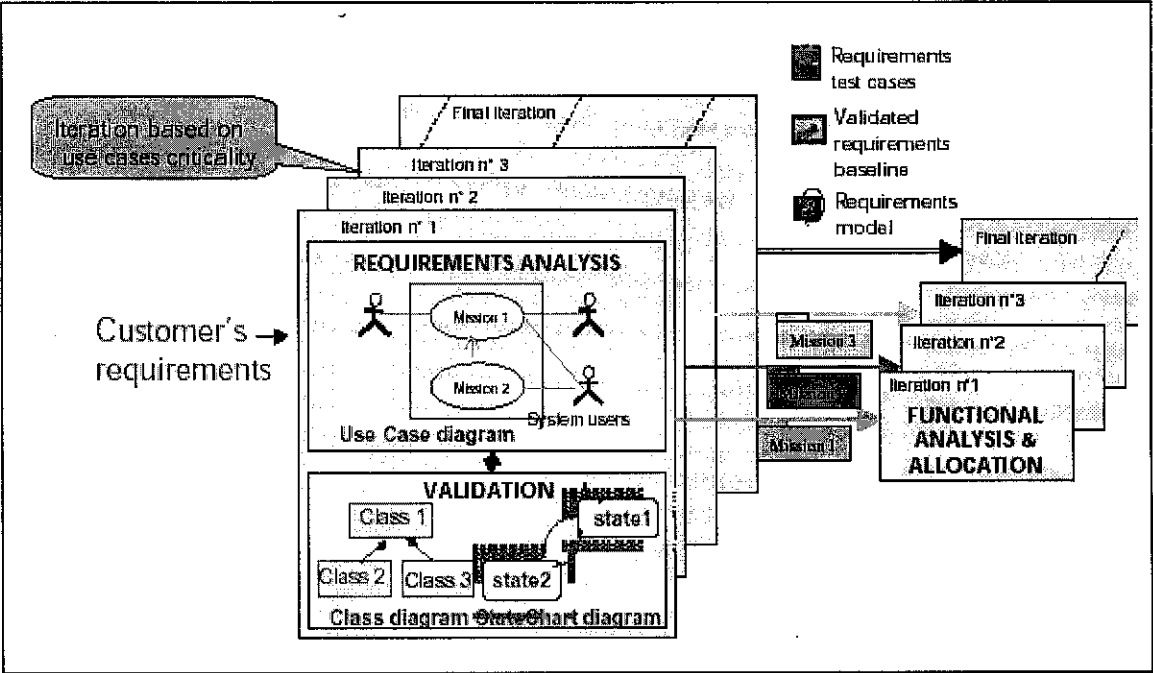 Requirements
test cases
Validated
requirements
baseline
Requirements
model
Iteration based on
use cases criticality
Final Iteration
Iteration n° 3
Iteration n° 2
Iteration n° 1
REQUIREMENTS ANALYSIS
Mission 1
Mission 2
System users
Use Case diagram
Customer's
requirements
VALIDATION
Class 1
Class 2
Class 3
state1
state2
Class diagram StateChart diagram
Mission 3
Mission 1
Final Iteration
Iteration n°3
Iteration n°2
Iteration n°1
FUNCTIONAL
ANALYSIS &
ALLOCATION